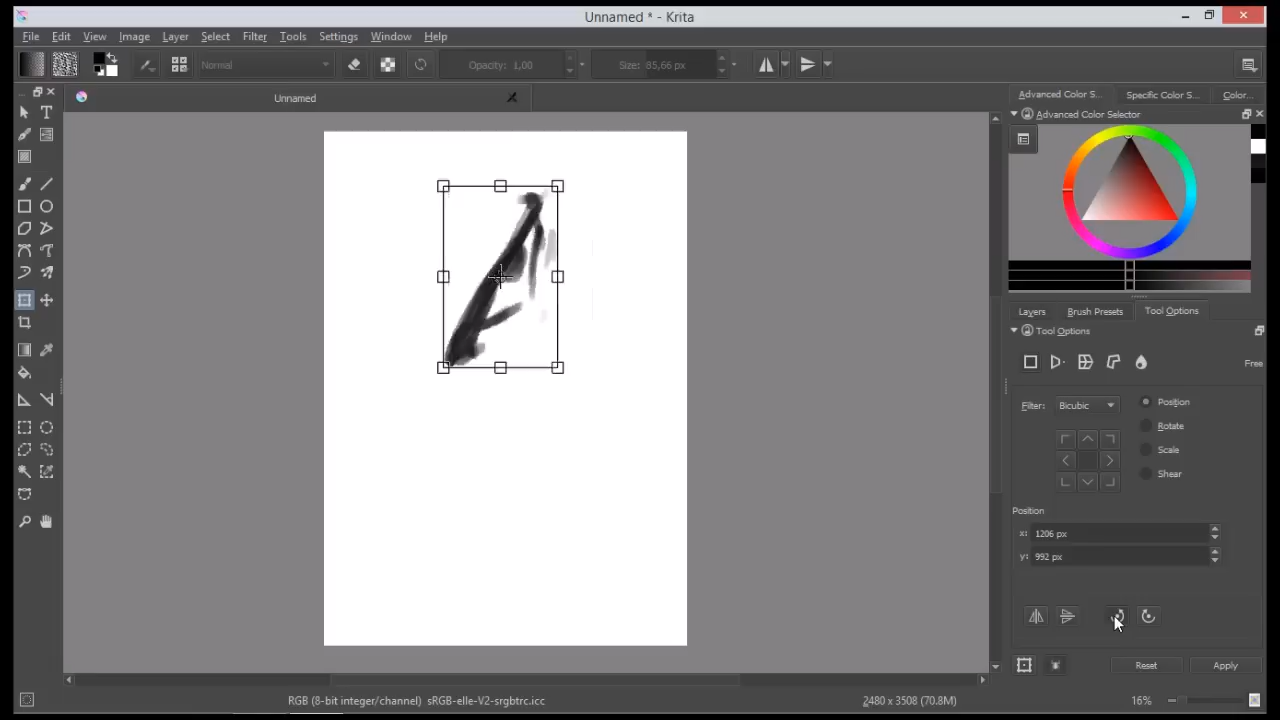 Unnamed * - Krita
File Edit View Image Layer Select Filter Tools Settings Window Help
Normal Opacity: 1,00 Size: 85,66 px
Unnamed
Advanced Color S... Specific Color S... Color...
Advanced Color Selector
Layers Brush Presets Tool Options
Tool Options
Free
Filter: Bicubic Position
Rotate
Scale
Shear
Position
x: 1206 px
y: 992 px
Reset Apply
RGB (8-bit integer/channel) sRGB-elle-V2-srgbtrc.icc 2480 x 3508 (70.8M) 16%